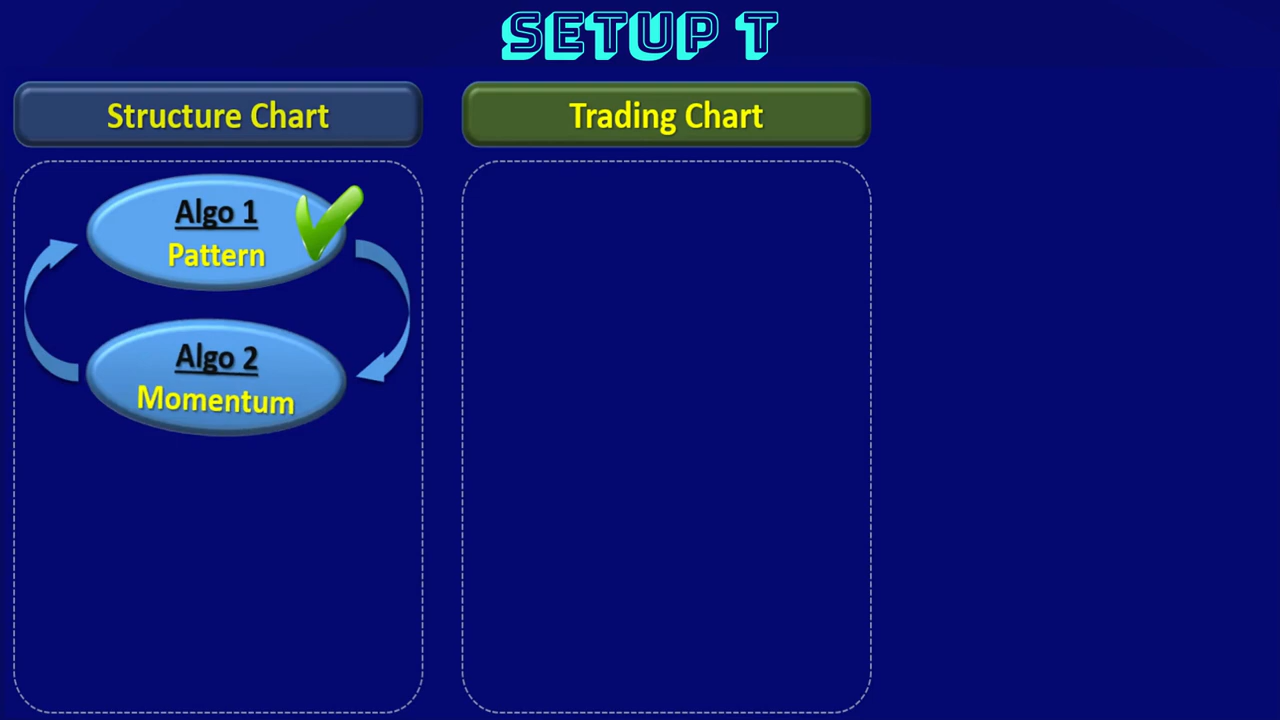 SETUP T
Structure Chart
Trading Chart
Algo 1
Pattern
Algo 2
Momentum